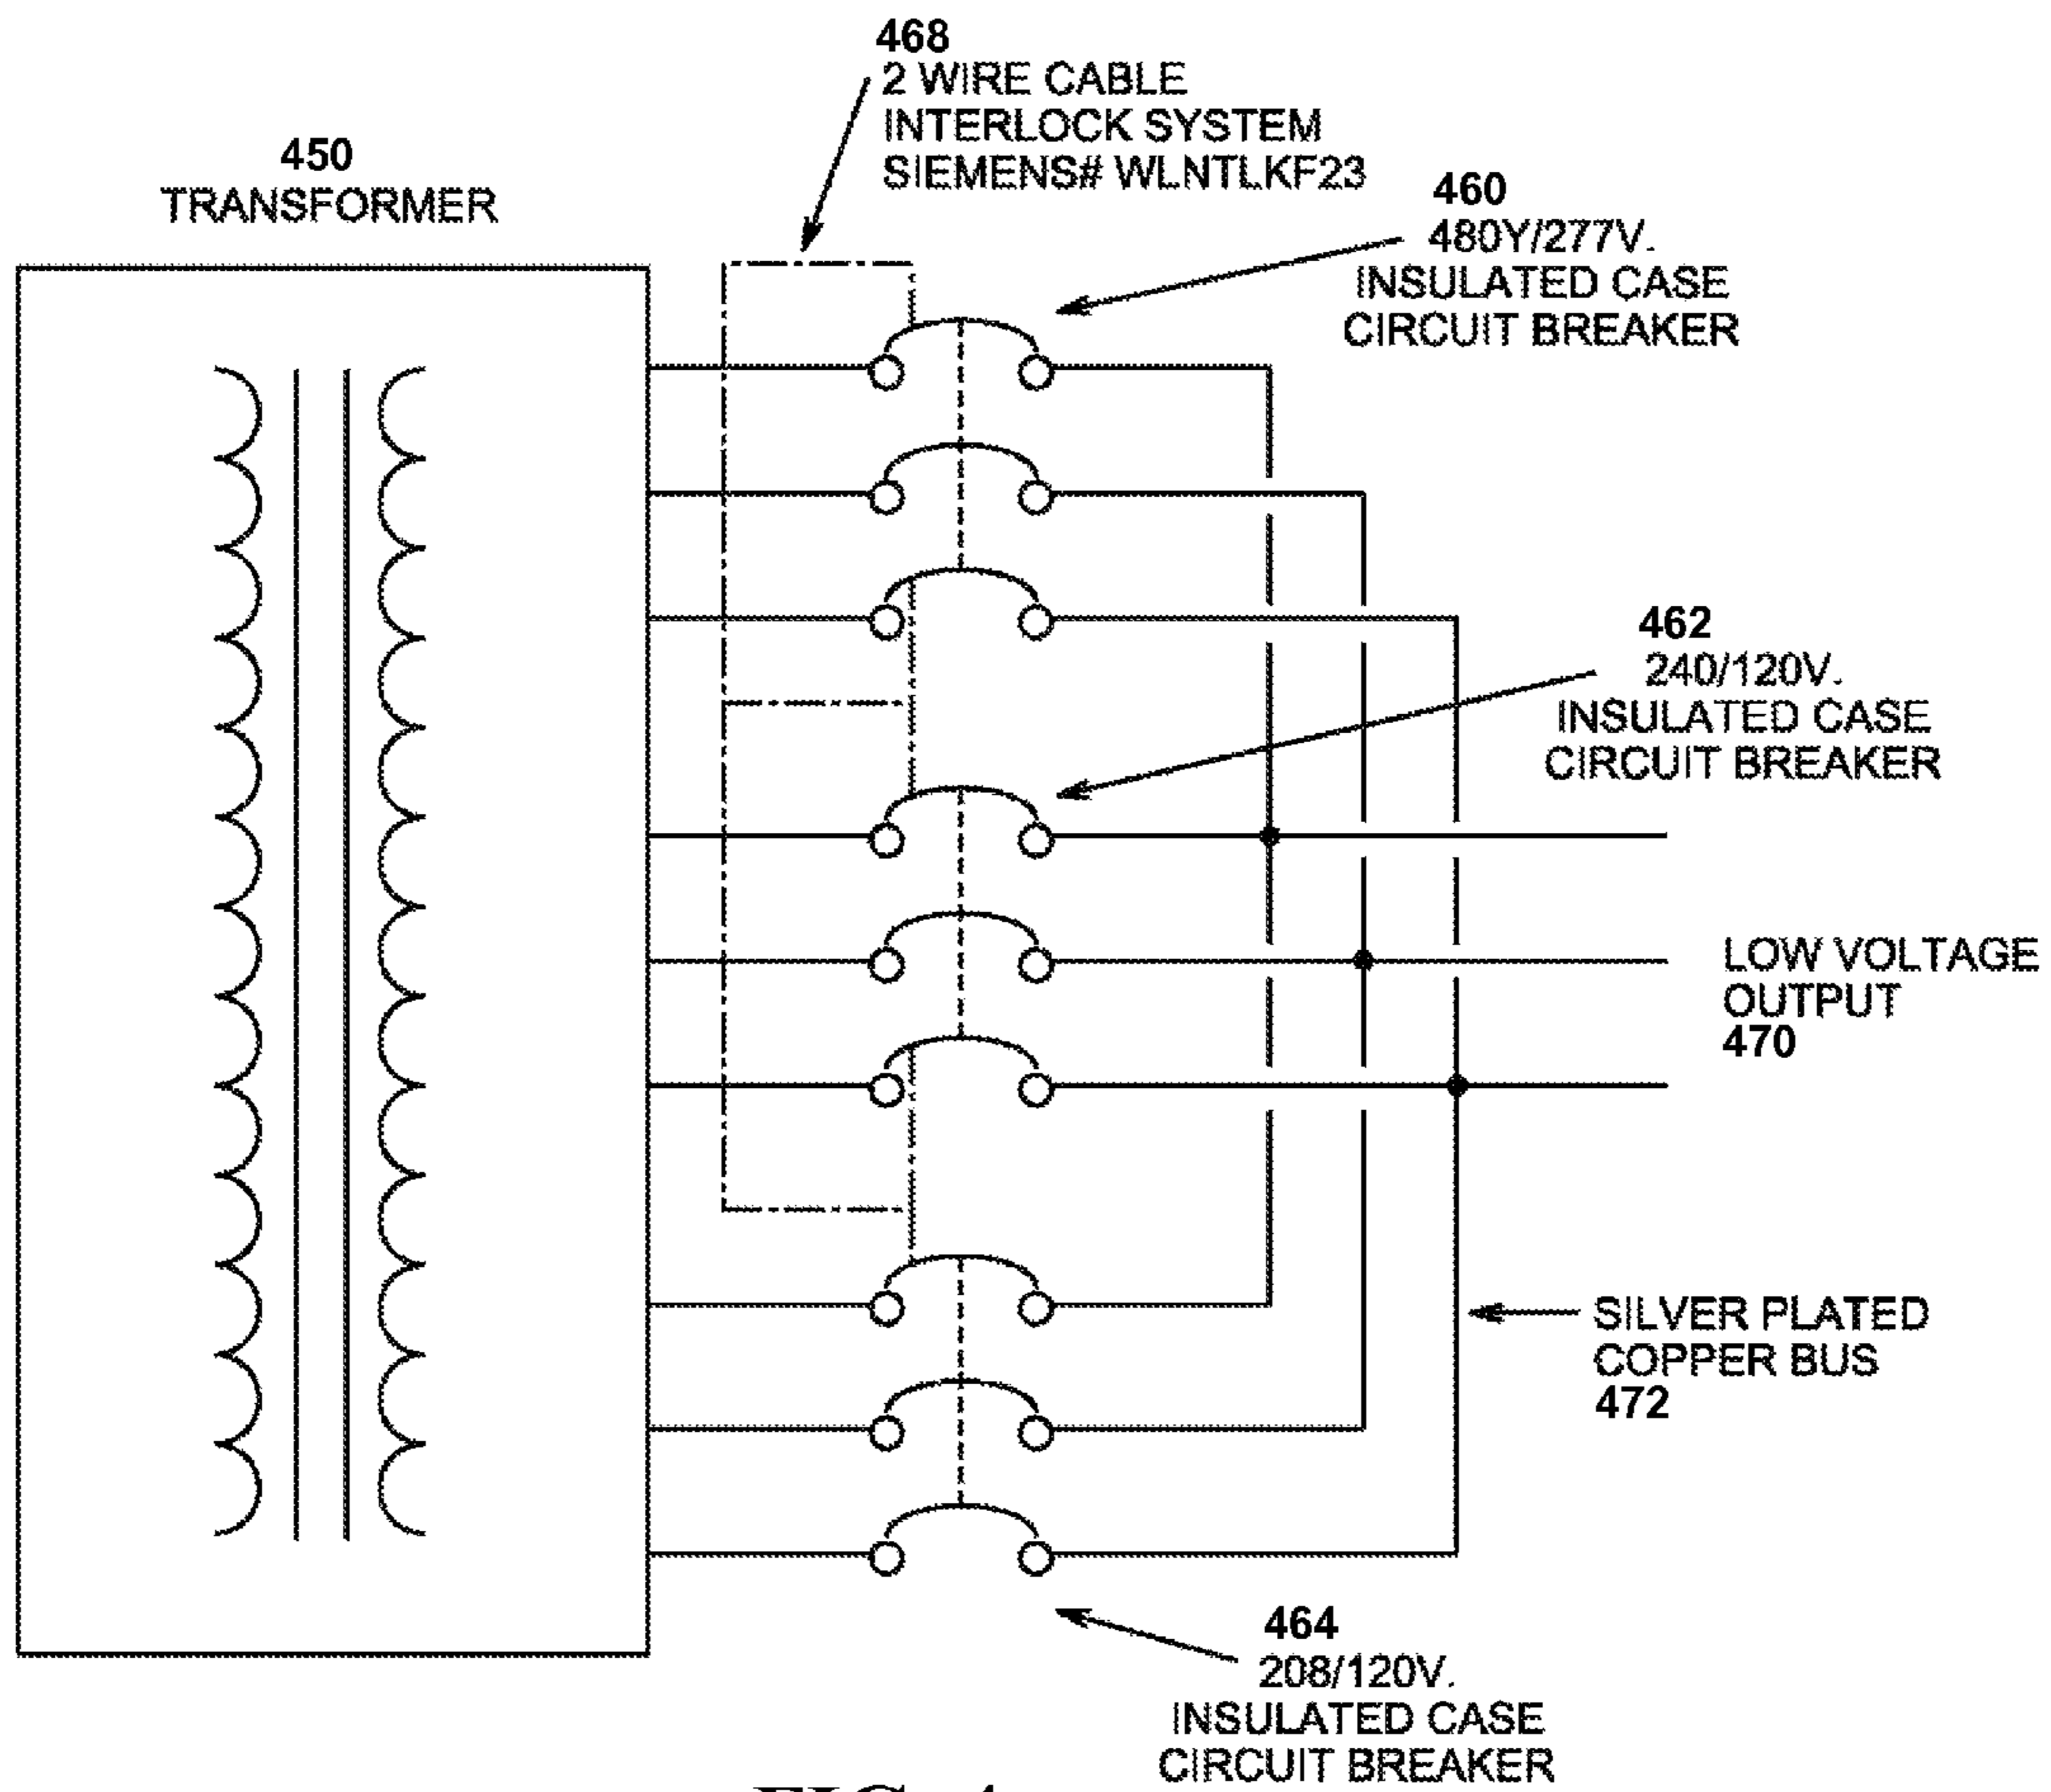 468
2 WIRE CABLE
INTERLOCK SYSTEM
SIEMENS# WLNTLKF23
450
TRANSFORMER
460
480Y/277V.
INSULATED CASE
CIRCUIT BREAKER
462
240/120V.
INSULATED CASE
CIRCUIT BREAKER
LOW VOLTAGE
OUTPUT
470
SILVER PLATED
COPPER BUS
472
464
208/120V.
INSULATED CASE
CIRCUIT BREAKER